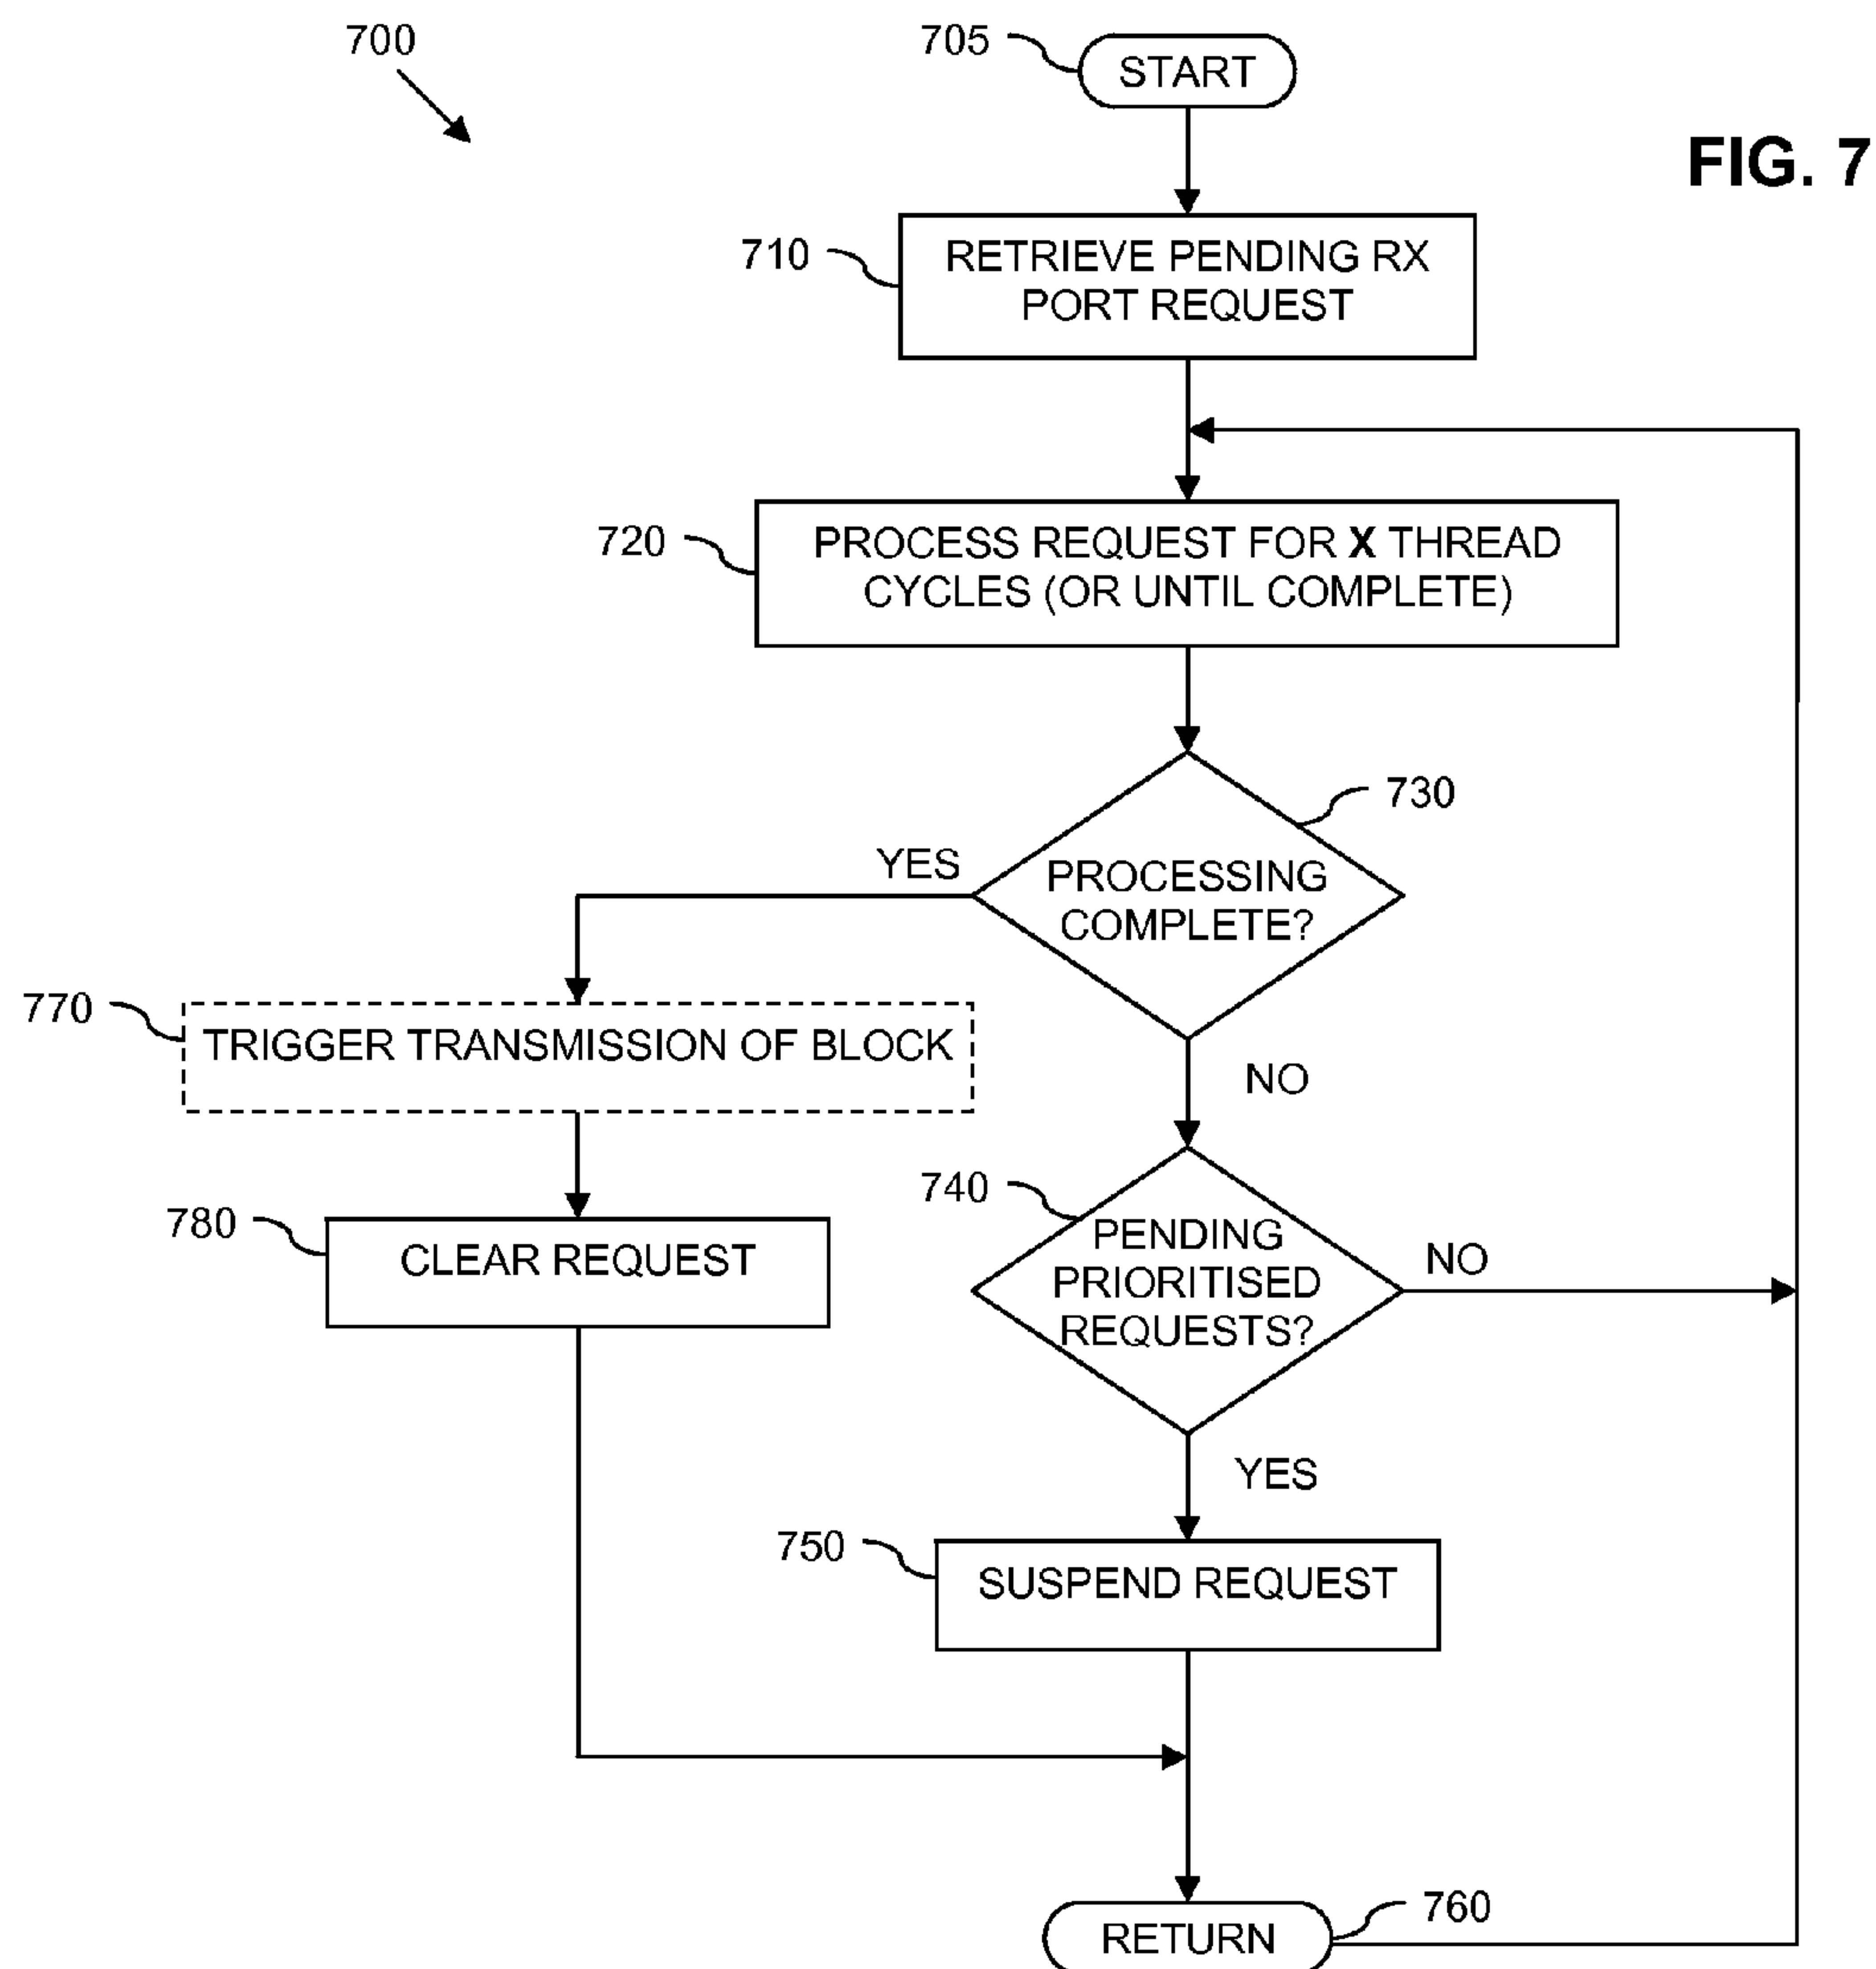 700
705
START
FIG. 7
710
RETRIEVE PENDING RX
PORT REQUEST
720
PROCESS REQUEST FOR X THREAD
CYCLES (OR UNTIL COMPLETE)
730
YES
PROCESSING
COMPLETE?
770
TRIGGER TRANSMISSION OF BLOCK
NO
740
780
CLEAR REQUEST
PENDING
PRIORITISED
REQUESTS?
NO
YES
750
SUSPEND REQUEST
760
RETURN